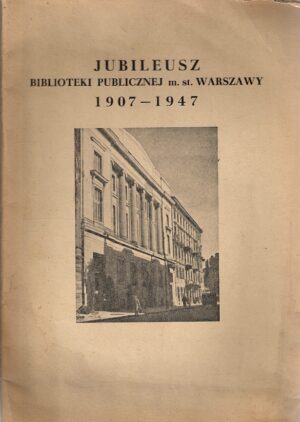 JUBILEUSZ
BIBLIOTEKI PUBLICZNEJ m. st. WARSZAWY
1907 – 1947